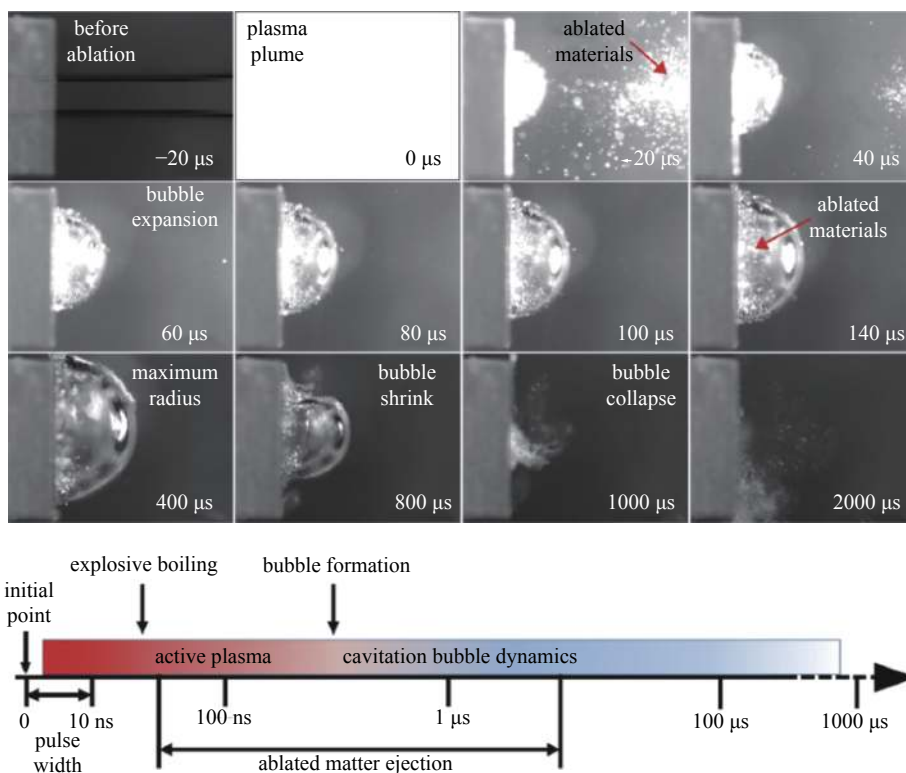 before
ablation
−20 μs
plasma
plume
0 μs
ablated
materials
20 μs
40 μs
bubble
expansion
60 μs
80 μs
100 μs
ablated
materials
140 μs
maximum
radius
400 μs
bubble
shrink
800 μs
bubble
collapse
1000 μs
2000 μs
explosive boiling
bubble formation
initial
point
active plasma
cavitation bubble dynamics
0
10 ns
100 ns
1 μs
100 μs
1000 μs
pulse
width
ablated matter ejection